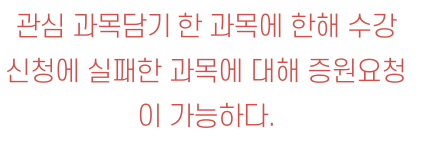 관심 과목담기 한 과목에 한해 수강
신청에 실패한 과목에 대해 증원요청
이 가능하다.